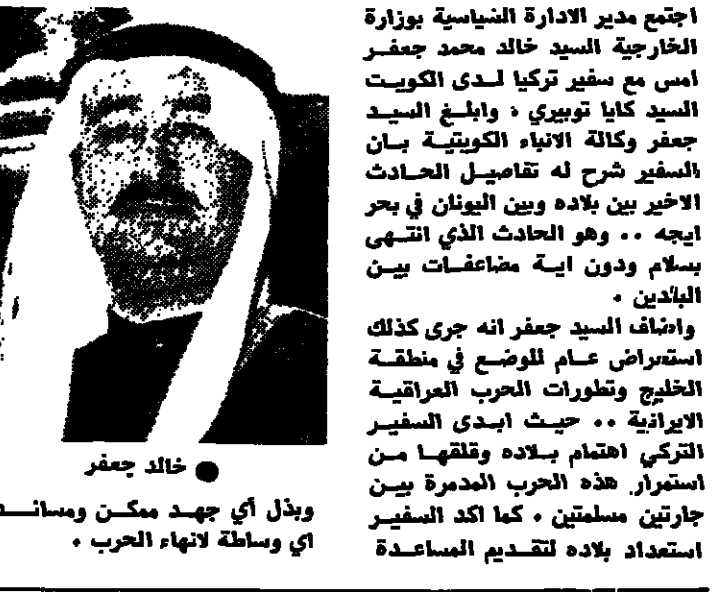 اجتمع مدير الادارة السياسية بوزارة
الخارجية السيد خالد محمد جعفر
امس مع سفير تركيا لدى الكويت
السيد كايا توبيري ، وابلغ السيد
جعفر وكالة الانباء الكويتية بان
السفير شرح له تفاصيل الحادث
الاخير بين بلاده وبين اليونان في بحر
ايجه .. وهو الحادث الذي انتهى
بسلام ودون اية مضاعفات بين
البلدين .
واضاف السيد جعفر انه جرى كذلك
استعراض عام للوضع في منطقة
الخليج وتطورات الحرب العراقية
الايرانية .. حيث ابدى السفير
التركي اهتمام بلاده وقلقها من
استمرار هذه الحرب المدمرة بين
جارتين مسلمتين . كما اكد السفير
استعداد بلاده لتقديم المساعدة
● خالد جعفر
وبذل أي جهد ممكن ومساند
اي وساطة لانهاء الحرب .